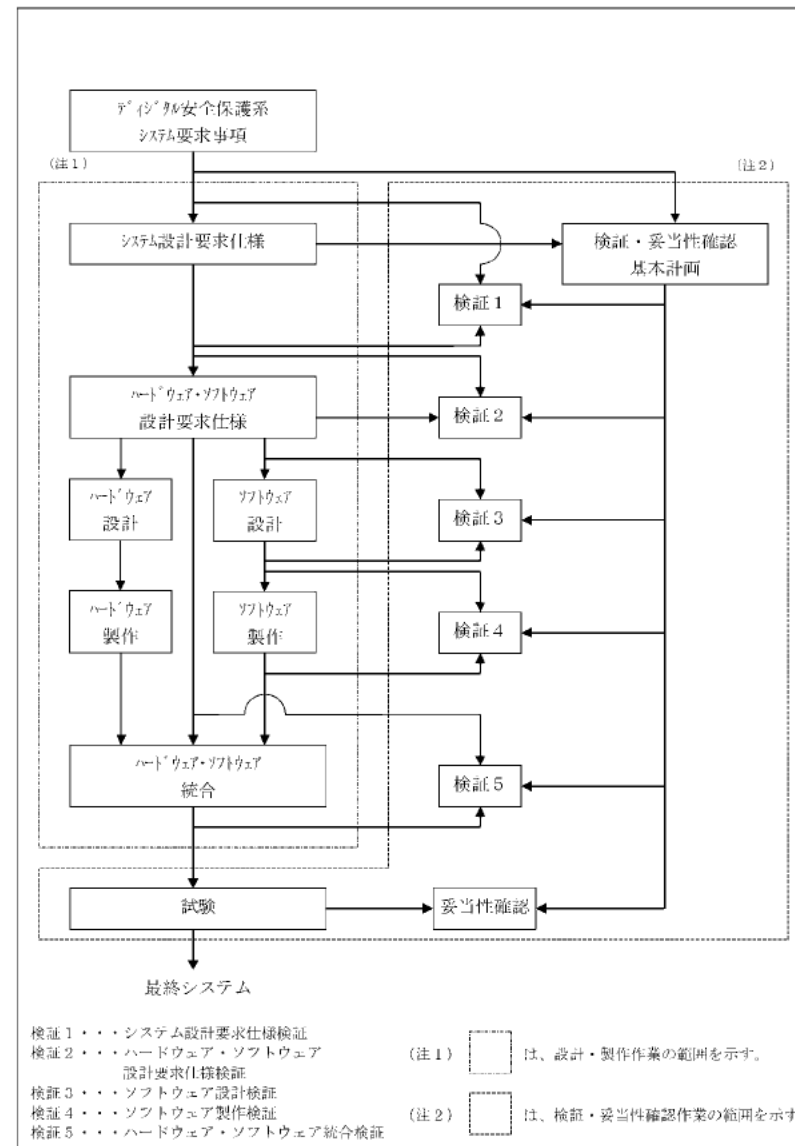 ディジタル安全保護系
システム要求事項
(注1)
(注2)
システム設計要求仕様
検証・妥当性確認
基本計画
検証1
ハードウェア・ソフトウェア
設計要求仕様
検証2
ハードウェア
設計
ソフトウェア
設計
検証3
ハードウェア
製作
ソフトウェア
製作
検証4
ハードウェア・ソフトウェア
統合
検証5
試験
妥当性確認
最終システム
検証1・・・システム設計要求仕様検証
検証2・・・ハードウェア・ソフトウェア
設計要求仕様検証
検証3・・・ソフトウェア設計検証
検証4・・・ソフトウェア製作検証
検証5・・・ハードウェア・ソフトウェア統合検証
(注1) は、設計・製作作業の範囲を示す。
(注2) は、検証・妥当性確認作業の範囲を示す